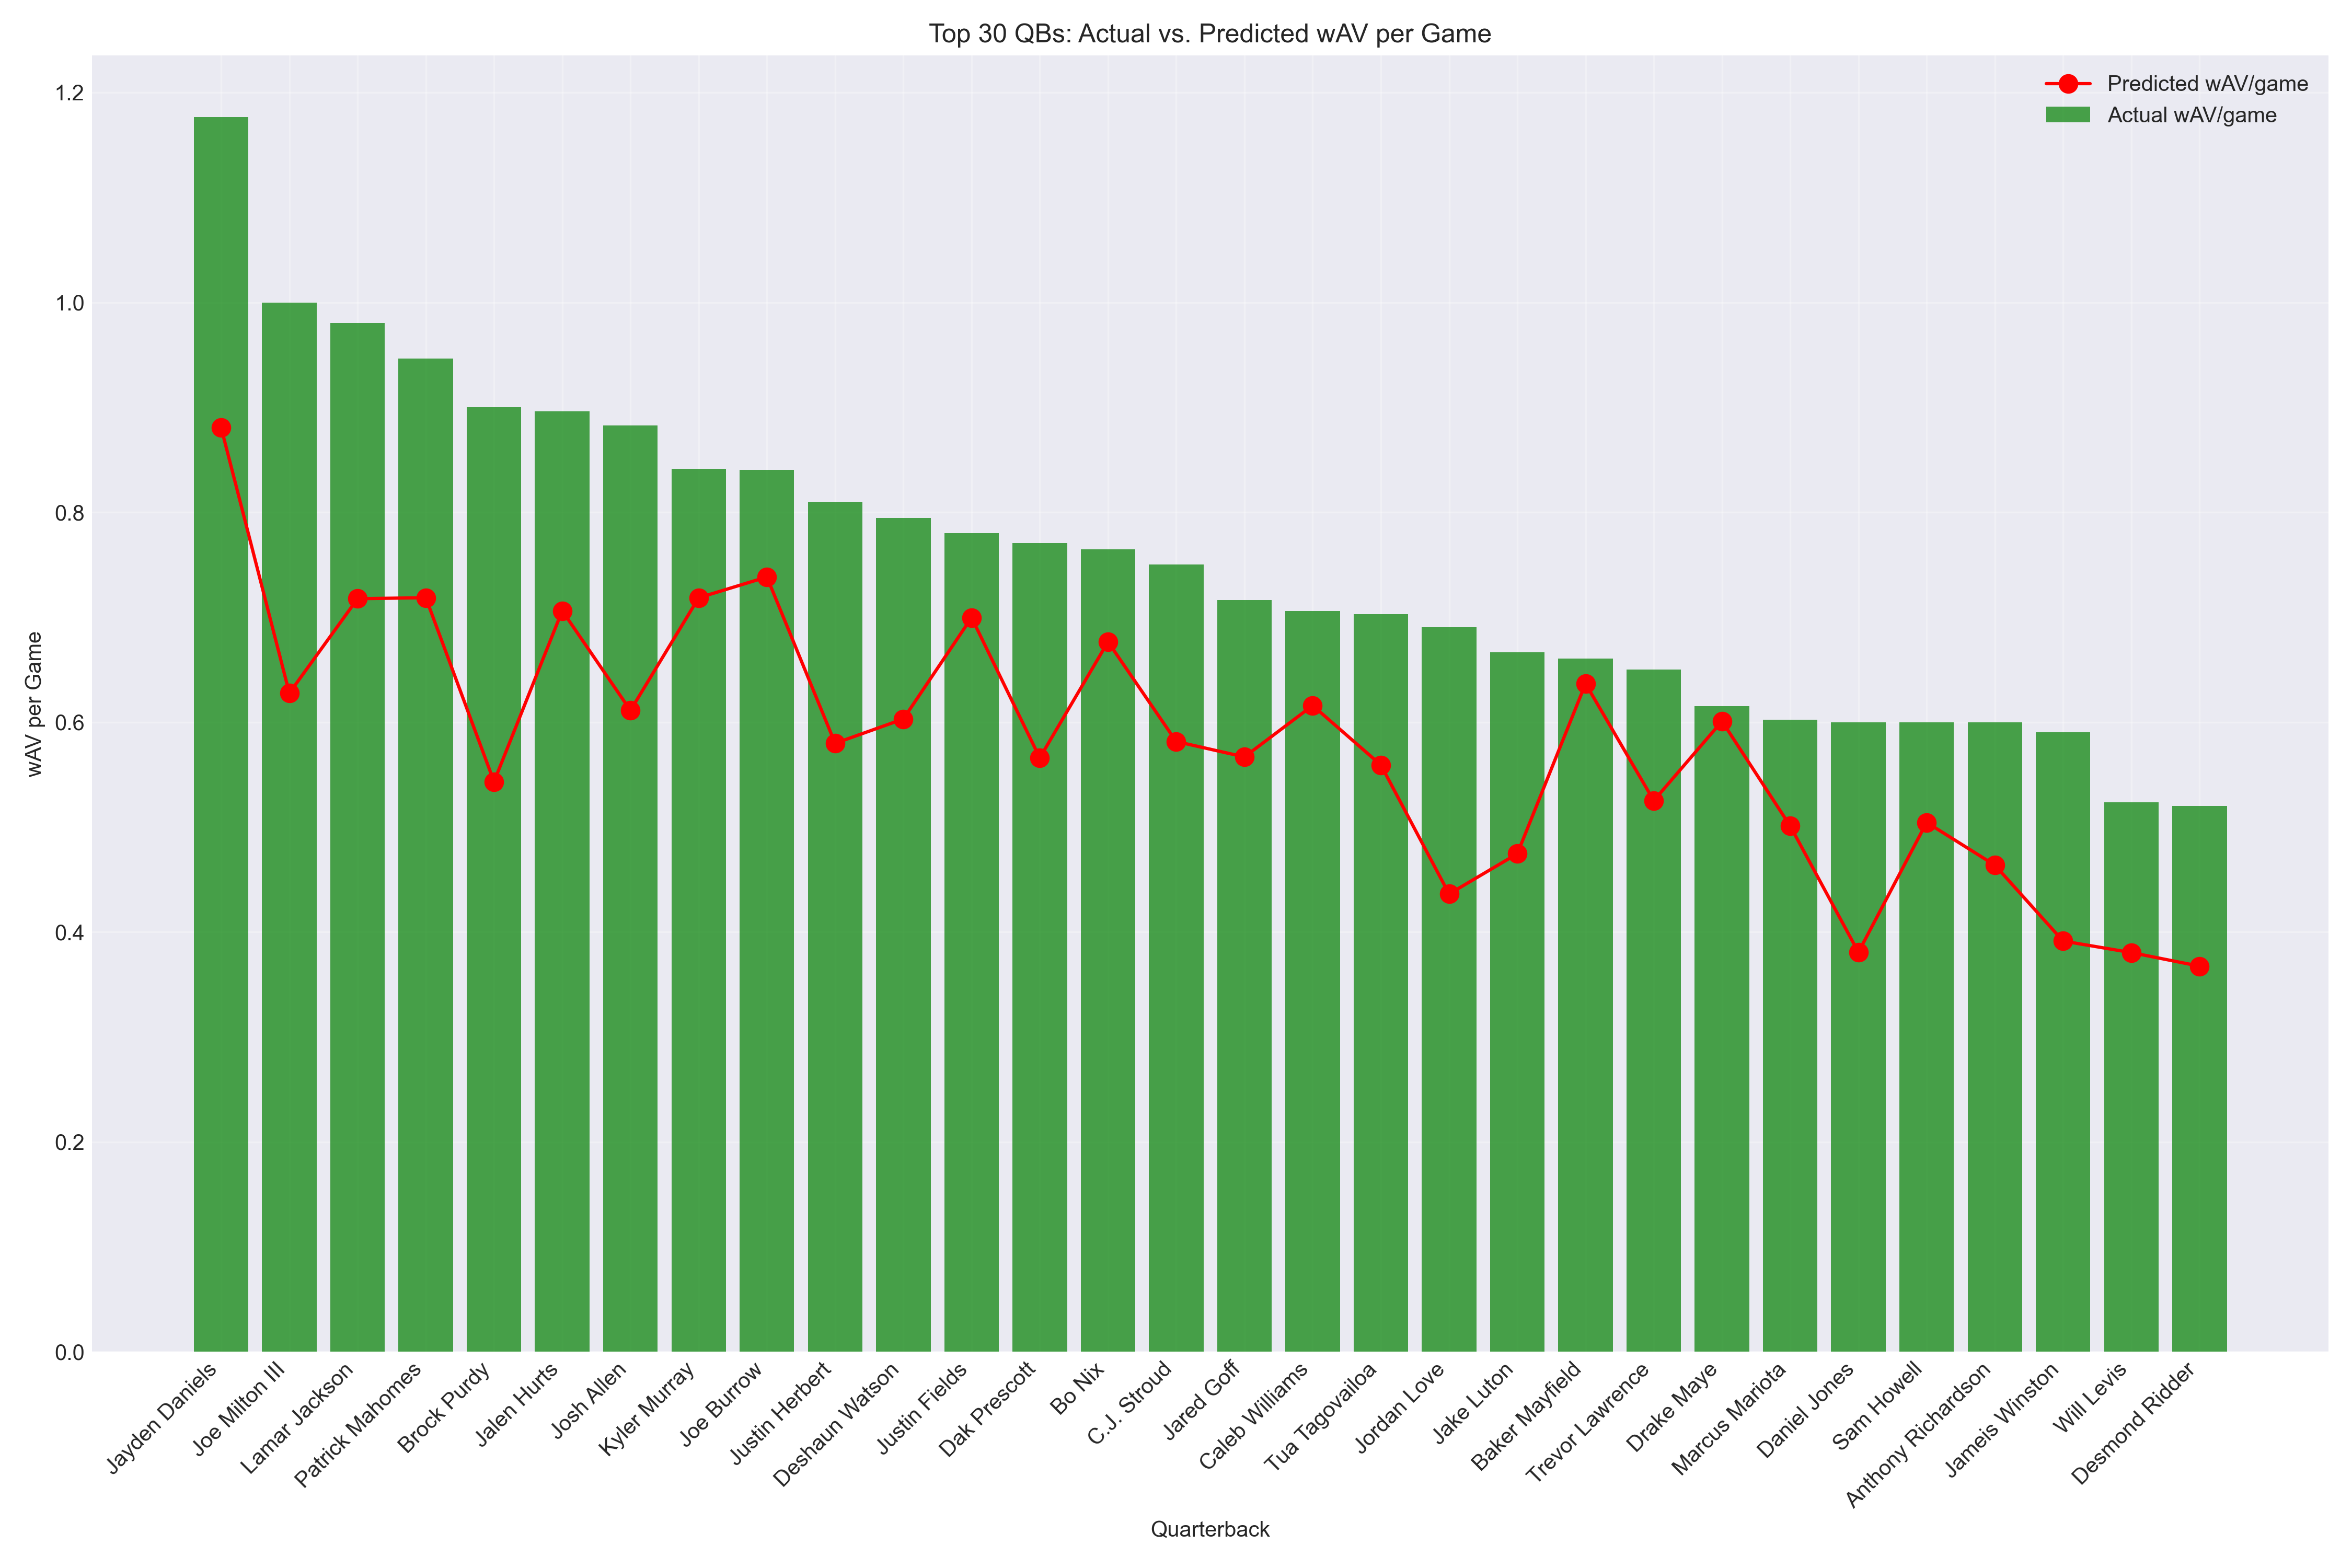 Top 30 QBs: Actual vs. Predicted wAV per Game
Predicted wAV/game
Actual wAV/game
wAV per Game
1.2
1.0
0.8
0.6
0.4
0.2
0.0
Jayden Daniels
Joe Milton III
Lamar Jackson
Patrick Mahomes
Brock Purdy
Jalen Hurts
Josh Allen
Kyler Murray
Joe Burrow
Justin Herbert
Deshaun Watson
Justin Fields
Dak Prescott
Bo Nix
C.J. Stroud
Jared Goff
Caleb Williams
Tua Tagovailoa
Jordan Love
Jake Luton
Baker Mayfield
Trevor Lawrence
Drake Maye
Marcus Mariota
Daniel Jones
Sam Howell
Anthony Richardson
Jameis Winston
Will Levis
Desmond Ridder
Quarterback